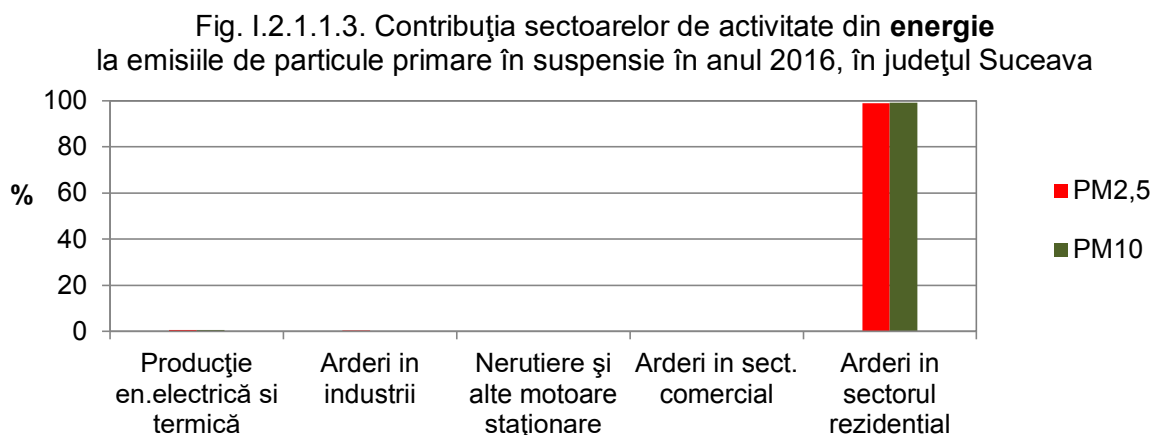 Fig. I.2.1.1.3. Contribuţia sectoarelor de activitate din energie
la emisiile de particule primare în suspensie în anul 2016, în judeţul Suceava
100
80
60
40
20
0
%
Producţie
en.electrică si
termică
Arderi in
industrii
Nerutiere şi
alte motoare
staţionare
Arderi in sect.
comercial
Arderi in
sectorul
rezidential
PM2,5
PM10